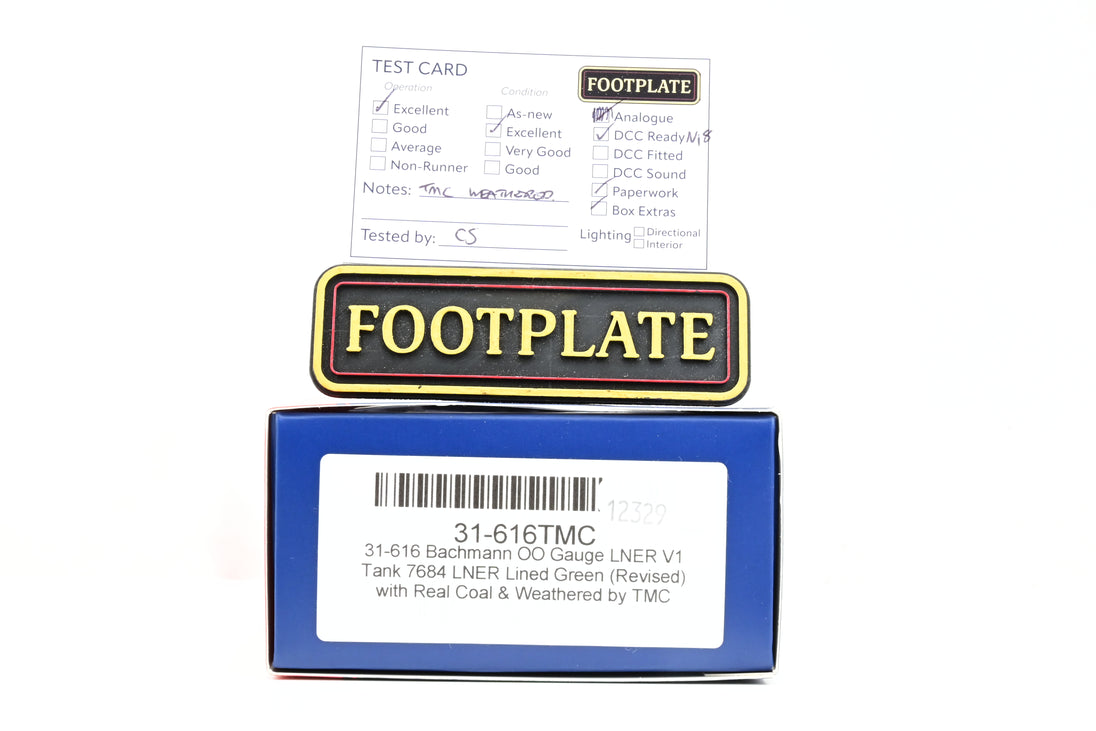 TEST CARD
FOOTPLATE
Operation
Condition
Excellent
Good
Average
Non-Runner
As-new
Excellent
Very Good
Good
Analogue
DCC Ready N,8
DCC Fitted
DCC Sound
Paperwork
Box Extras
Notes: TMC WEATHERED.
Tested by: CS
Lighting
Directional
Interior
FOOTPLATE
12329
31-616TMC
31-616 Bachmann OO Gauge LNER V1
Tank 7684 LNER Lined Green (Revised)
with Real Coal & Weathered by TMC